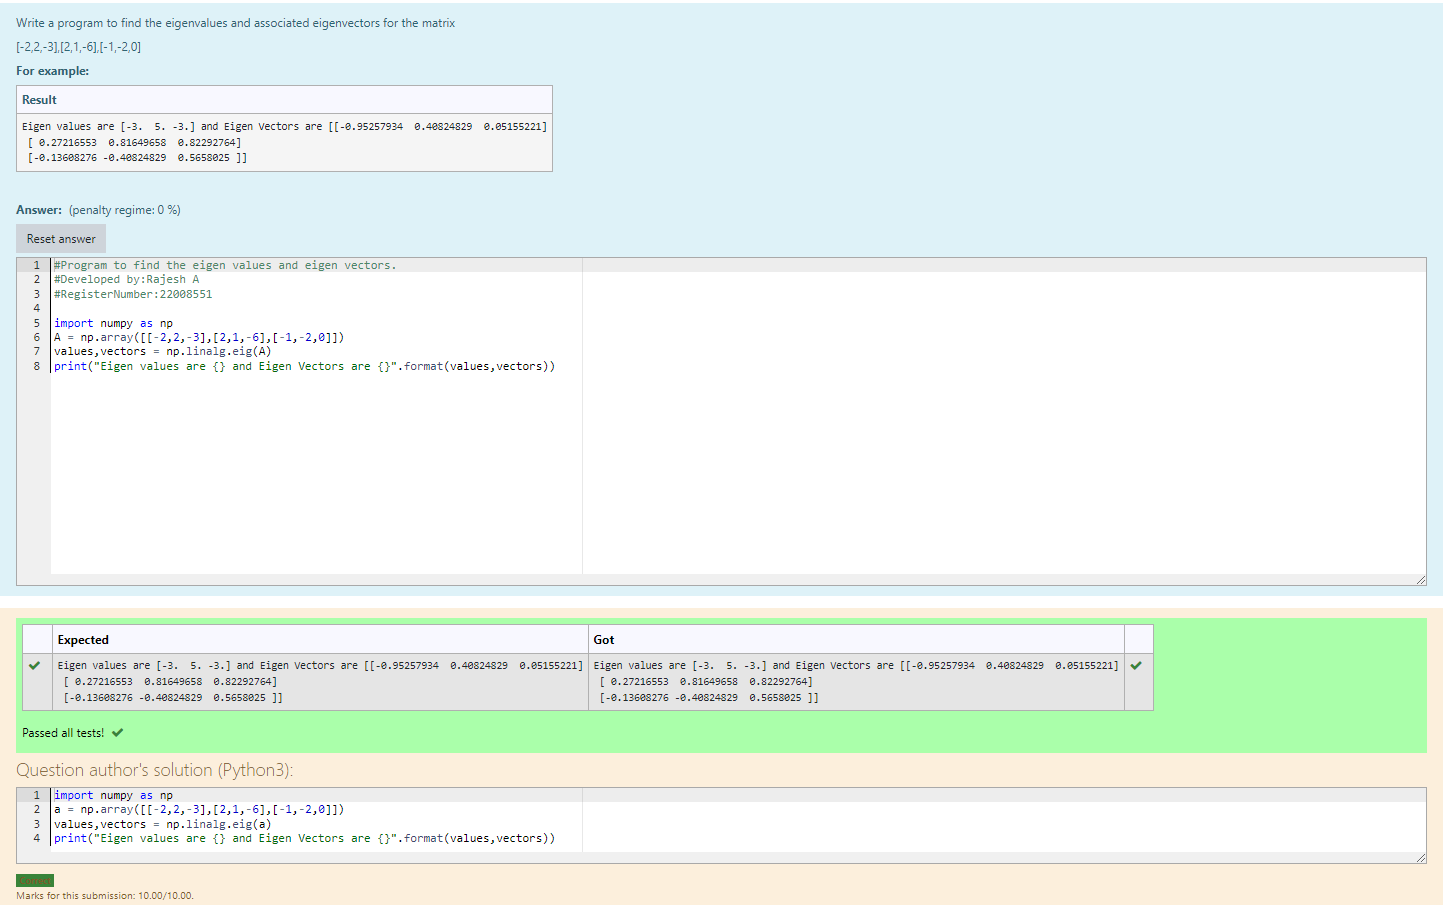 Write a program to find the eigenvalues and associated eigenvectors for the matrix
[-2,2,-3],[2,1,-6],[-1,-2,0]
For example:
Result
Eigen values are [-3.  5. -3.] and Eigen Vectors are [[-0.95257934  0.40824829  0.05155221]
[ 0.27216553  0.81649658  0.82292764]
[-0.13608276 -0.40824829  0.5658025 ]]
Answer: (penalty regime: 0 %)
Reset answer
1 #Program to find the eigen values and eigen vectors.
2 #Developed by:Rajesh A
3 #RegisterNumber:22008551
4
5 import numpy as np
6 A = np.array([[-2,2,-3],[2,1,-6],[-1,-2,0]])
7 values,vectors = np.linalg.eig(A)
8 print("Eigen values are {} and Eigen Vectors are {}".format(values,vectors))
Expected Got
Eigen values are [-3.  5. -3.] and Eigen Vectors are [[-0.95257934  0.40824829  0.05155221] Eigen values are [-3.  5. -3.] and Eigen Vectors are [[-0.95257934  0.40824829  0.05155221]
[ 0.27216553  0.81649658  0.82292764] [ 0.27216553  0.81649658  0.82292764]
[-0.13608276 -0.40824829  0.5658025 ]] [-0.13608276 -0.40824829  0.5658025 ]]
Passed all tests!
Question author's solution (Python3):
1 import numpy as np
2 a = np.array([[-2,2,-3],[2,1,-6],[-1,-2,0]])
3 values,vectors = np.linalg.eig(a)
4 print("Eigen values are {} and Eigen Vectors are {}".format(values,vectors))
Marks for this submission: 10.00/10.00.